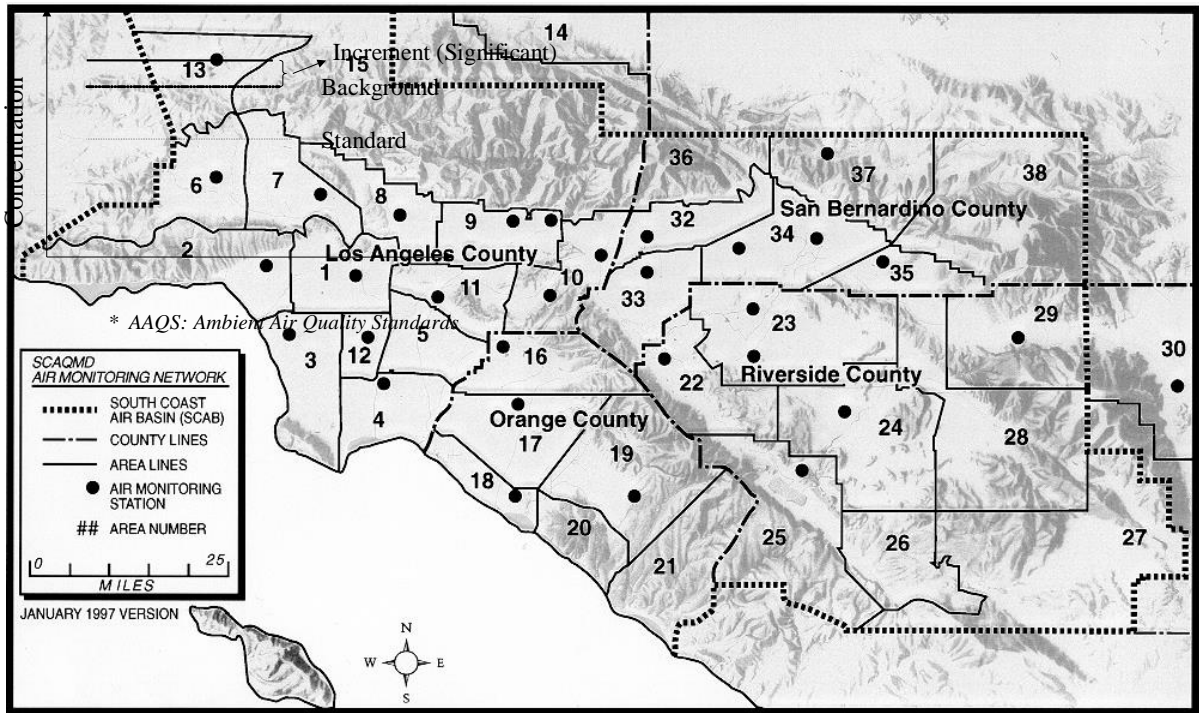 14
Increment (Significant)
13
15
Background
Concentration
Standard
36
37
38
6
7
8
9
32
San Bernardino County
34
2
Los Angeles County
1
10
35
11
33
29
23
* AAQS: Ambient Air Quality Standards
5
12
3
16
30
22
Riverside County
SCAQMD
AIR MONITORING NETWORK
SOUTH COAST
AIR BASIN (SCAB)
COUNTY LINES
AREA LINES
AIR MONITORING
STATION
## AREA NUMBER
0 25
MILES
4
Orange County
17
24
28
19
18
20
27
25
26
21
JANUARY 1997 VERSION
N
W E
S